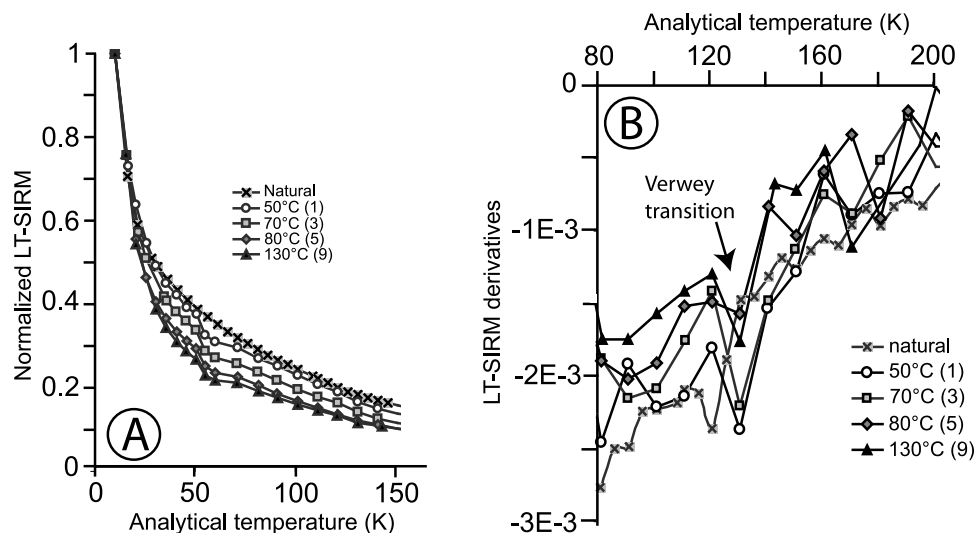 Normalized LT-SIRM
1
0.8
0.6
0.4
0.2
0
0
50
100
150
Analytical temperature (K)
Natural
50°C (1)
70°C (3)
80°C (5)
130°C (9)
A
Analytical temperature (K)
80
120
160
200
0
-1E-3
-2E-3
-3E-3
LT-SIRM derivatives
B
Verwey
transition
natural
50°C (1)
70°C (3)
80°C (5)
130°C (9)